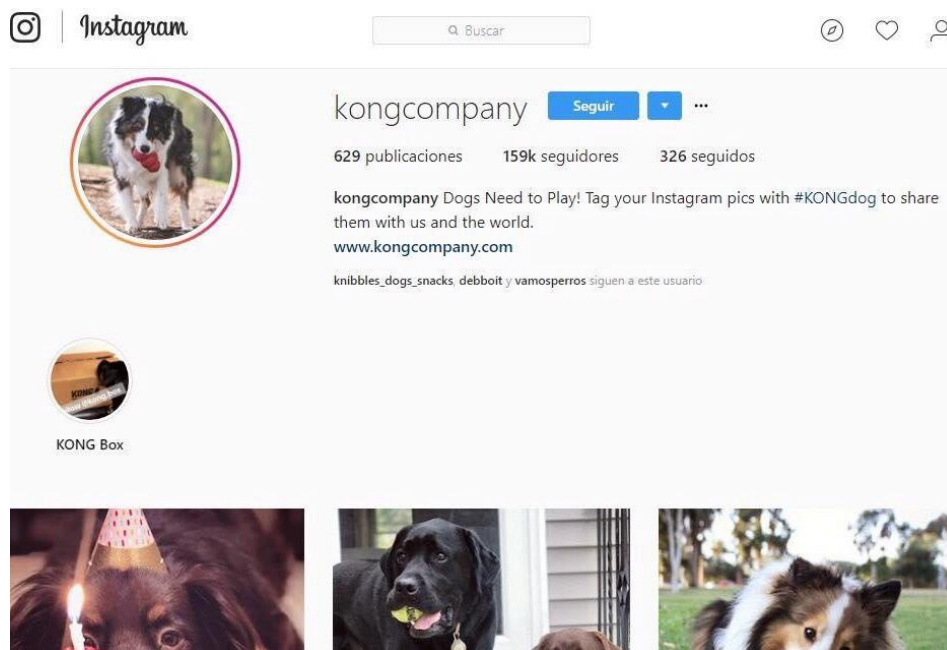 Instagram
Buscar
kongcompany Seguir
629 publicaciones 159k seguidores 326 seguidos
kongcompany Dogs Need to Play! Tag your Instagram pics with #KONGdog to share
them with us and the world.
www.kongcompany.com
knibbles_dogs_snacks, debboit y vamosperros siguen a este usuario
KONG
KONG Box